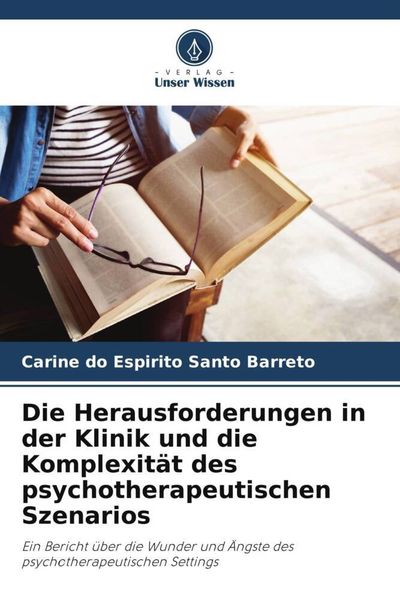 - VERLAG -
Unser Wissen
Carine do Espirito Santo Barreto
Die Herausforderungen in
der Klinik und die
Komplexität des
psychotherapeutischen
Szenarios
Ein Bericht über die Wunder und Ängste des
psychotherapeutischen Settings